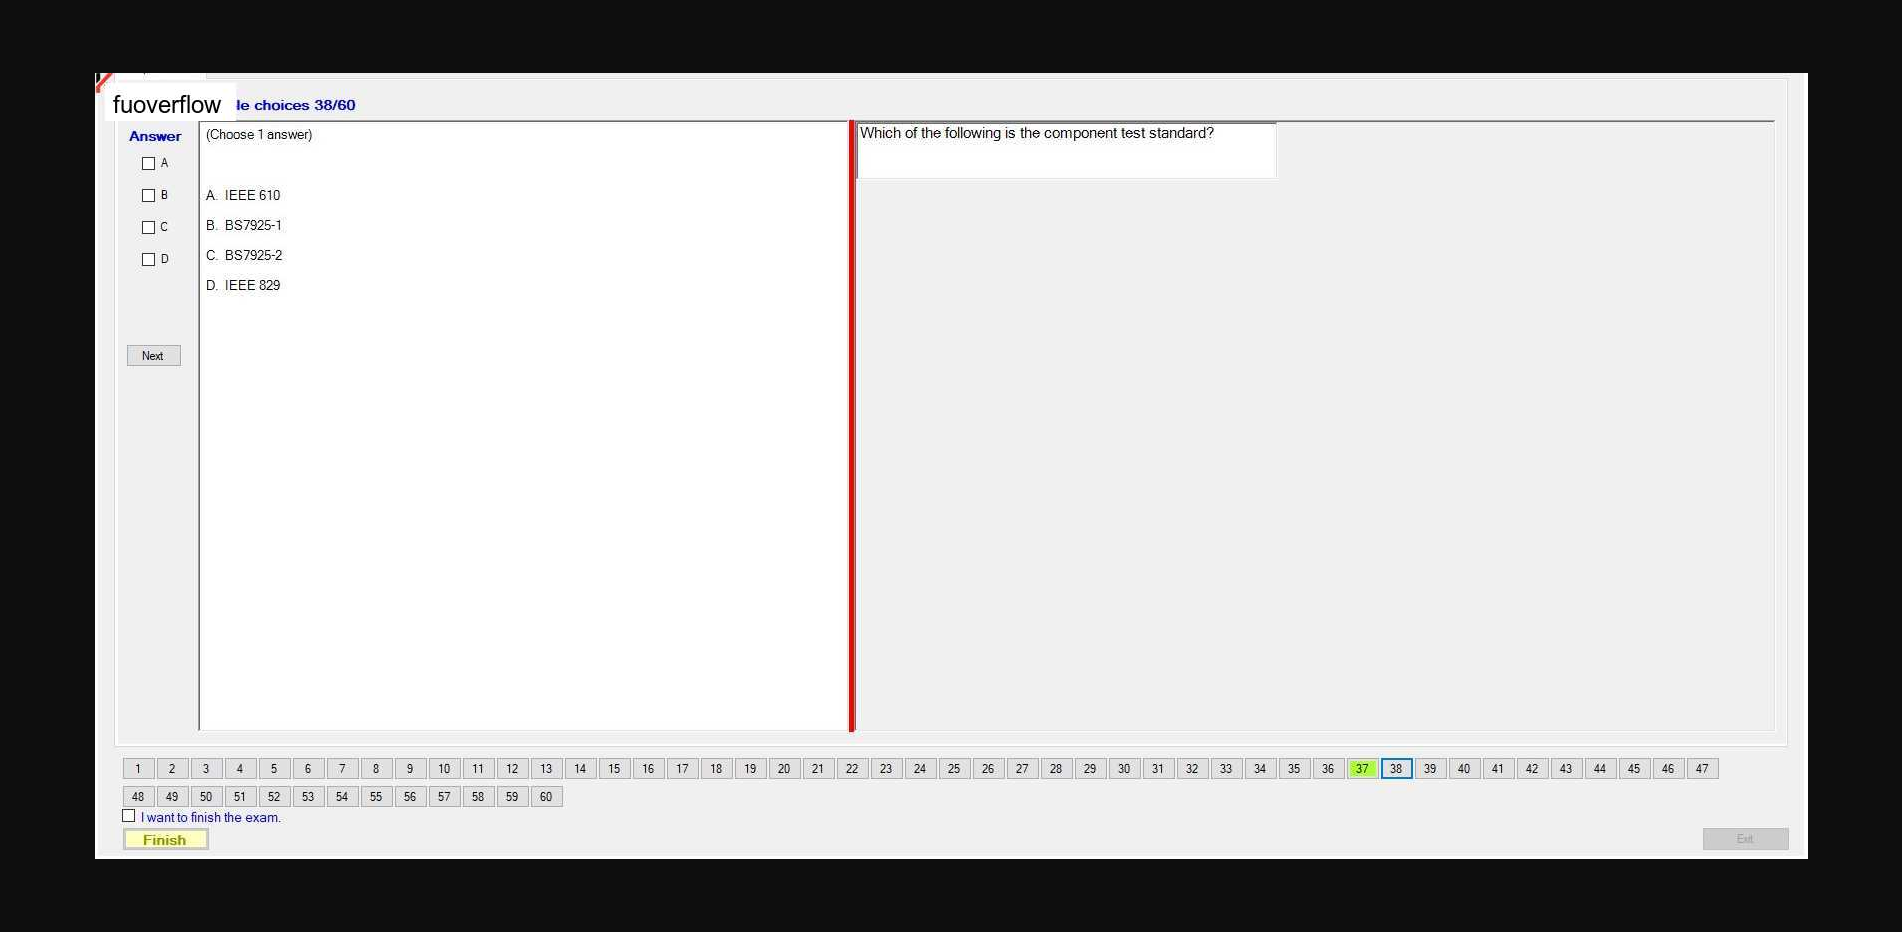 fuoverflow
le choices 38/60
Answer
(Choose 1 answer)
Which of the following is the component test standard?
A
B
C
D
A. IEEE 610
B. BS7925-1
C. BS7925-2
D. IEEE 829
Next
1 2 3 4 5 6 7 8 9 10 11 12 13 14 15 16 17 18 19 20 21 22 23 24 25 26 27 28 29 30 31 32 33 34 35 36 37 38 39 40 41 42 43 44 45 46 47
48 49 50 51 52 53 54 55 56 57 58 59 60
I want to finish the exam.
Finish
Exit